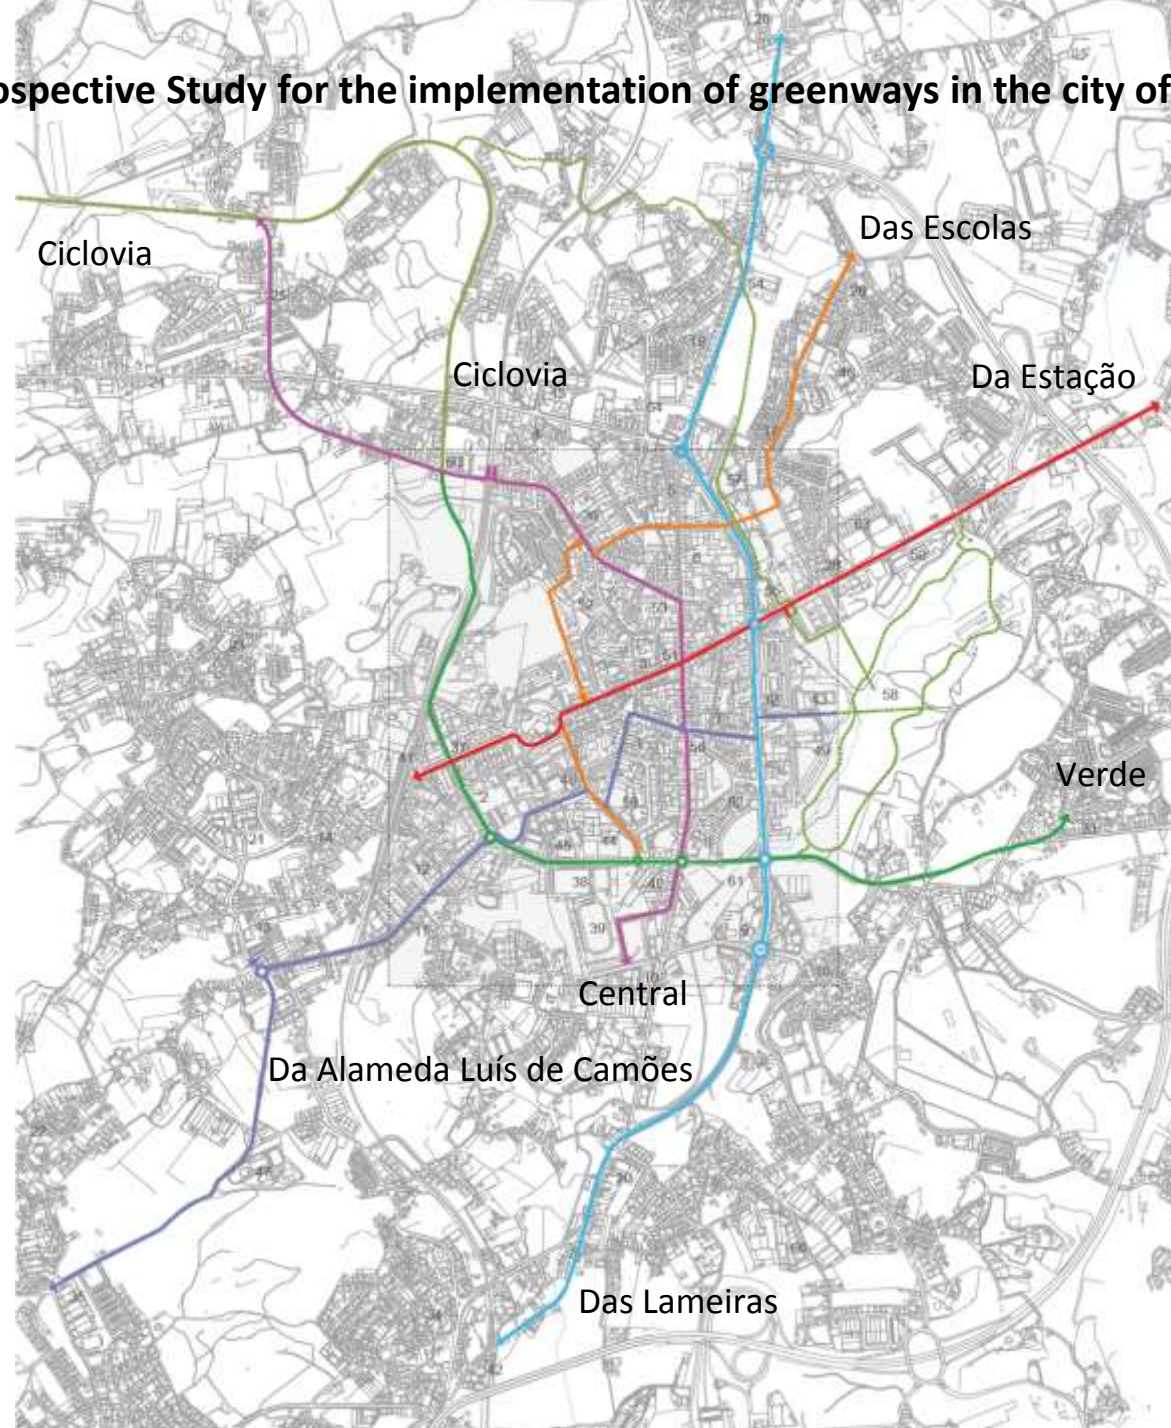 ospective Study for the implementation of greenways in the city of
Das Escolas
Ciclovia
Ciclovia
Da Estação
Verde
Central
Da Alameda Luís de Camões
Das Lameiras